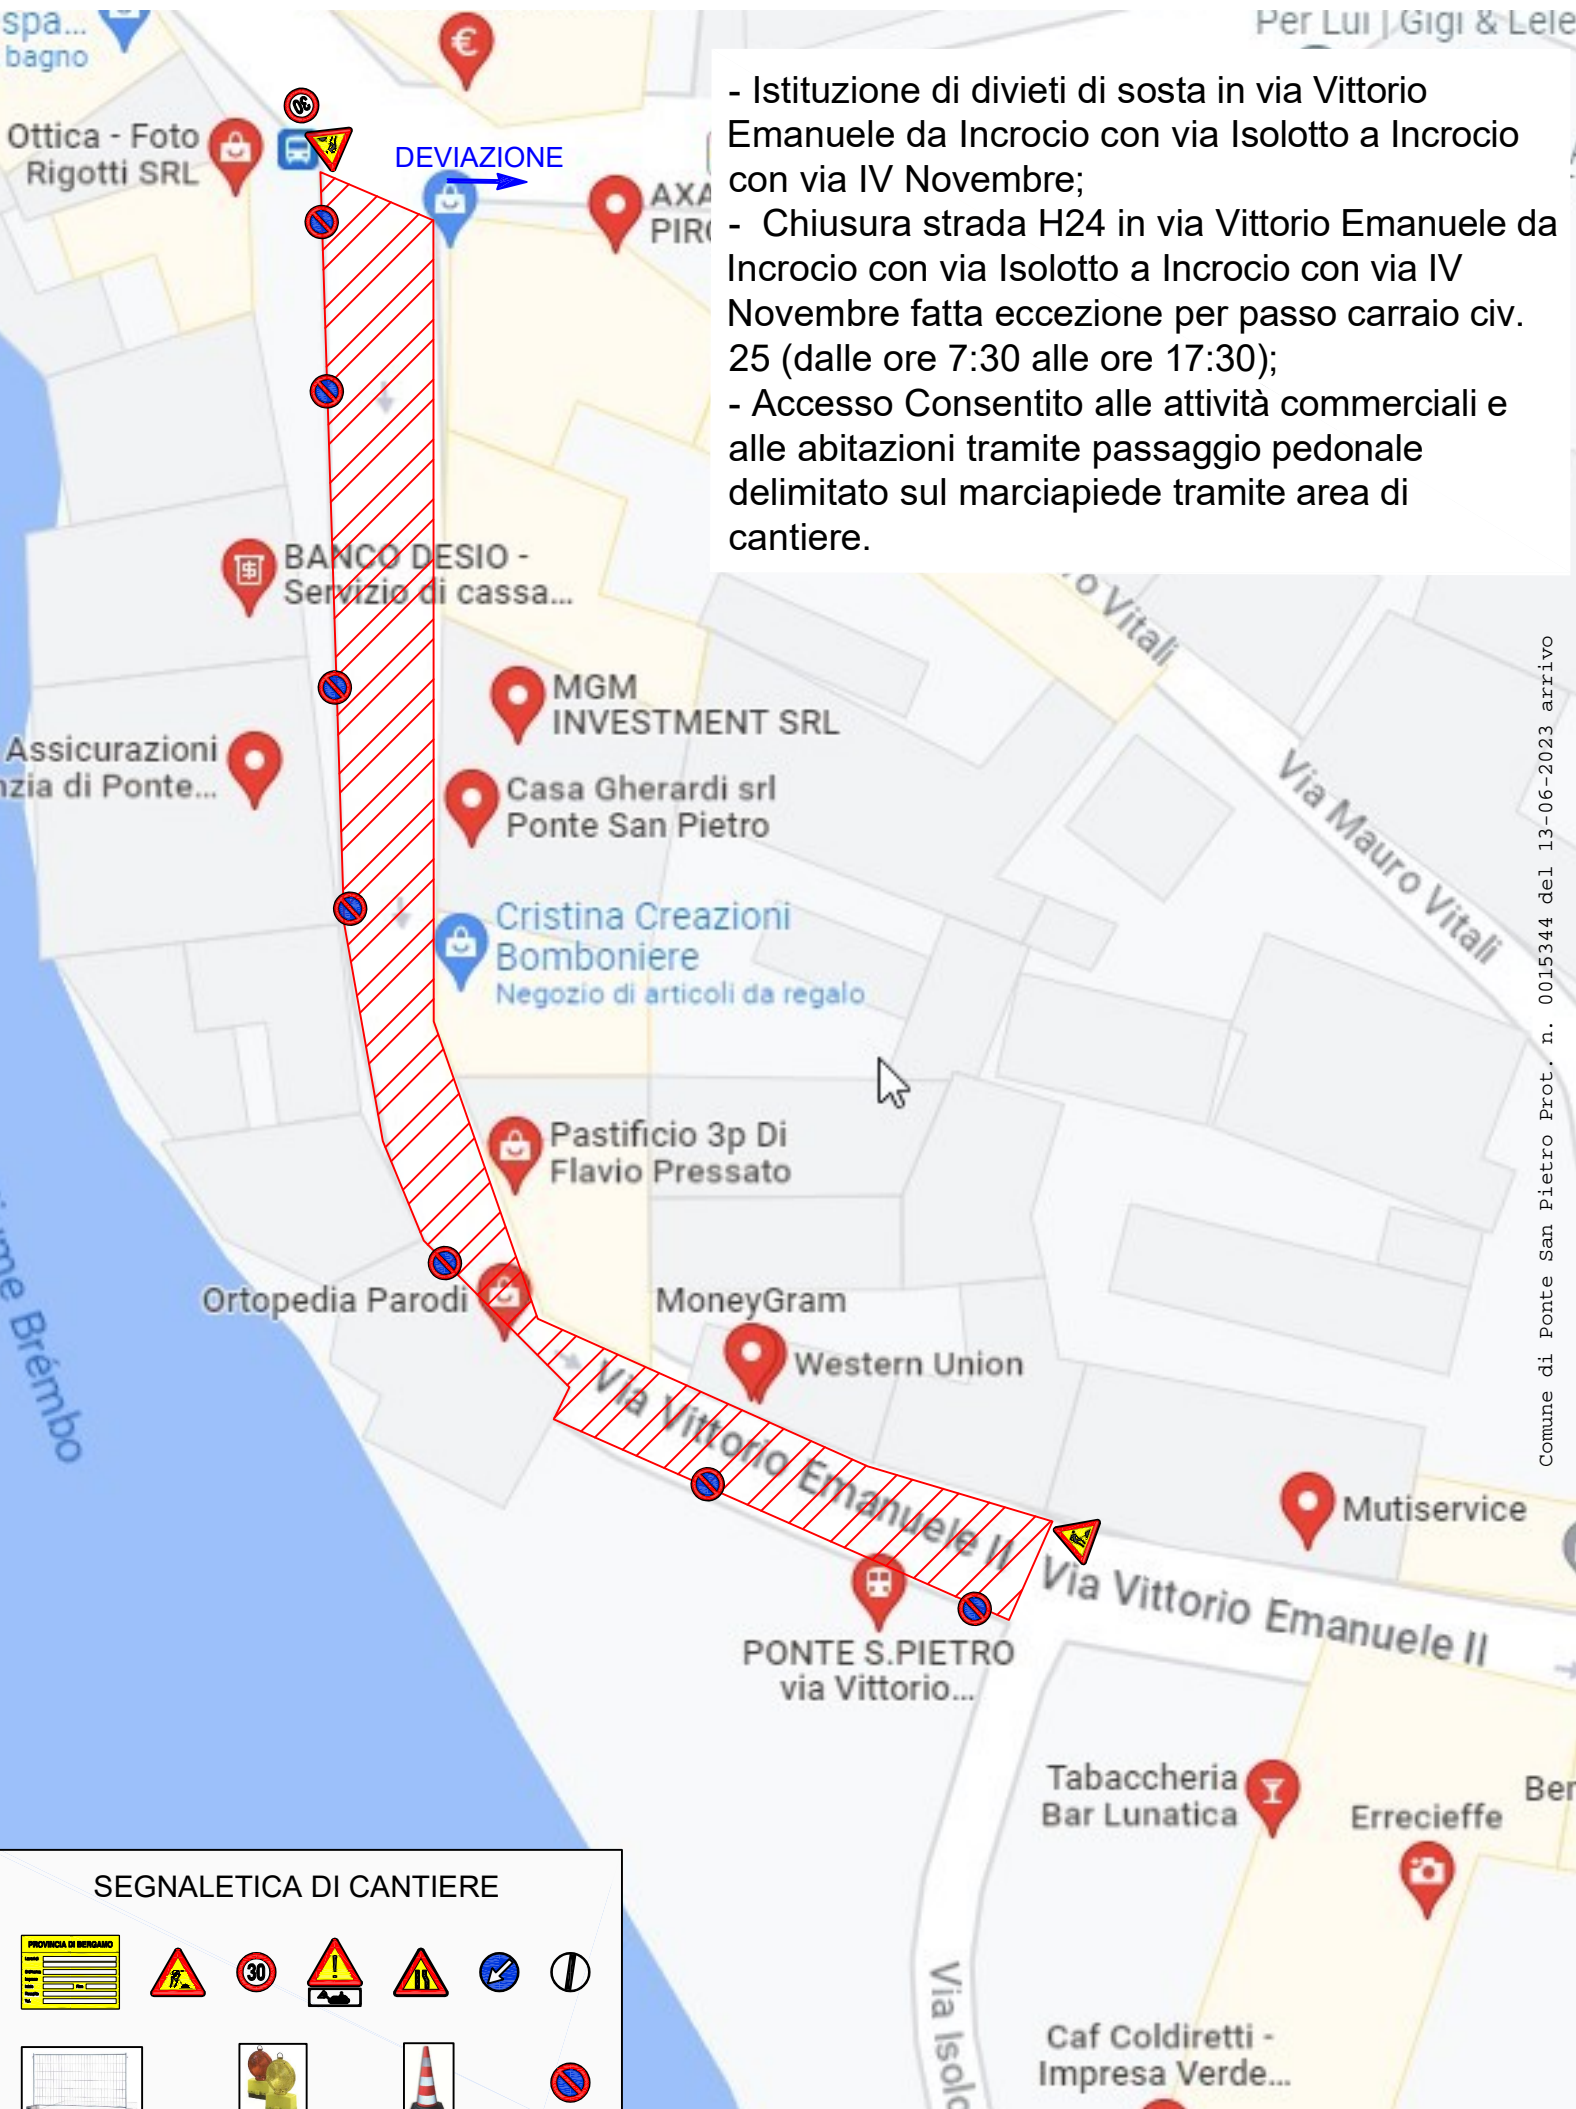 spa...
bagno
Per Lui | Gigi & Lele
€
30
Ottica - Foto
Rigotti SRL
DEVIAZIONE
AXA
- Istituzione di divieti di sosta in via Vittorio
Emanuele da Incrocio con via Isolotto a Incrocio
con via IV Novembre;
- Chiusura strada H24 in via Vittorio Emanuele da
Incrocio con via Isolotto a Incrocio con via IV
Novembre fatta eccezione per passo carraio civ.
25 (dalle ore 7:30 alle ore 17:30);
- Accesso Consentito alle attività commerciali e
alle abitazioni tramite passaggio pedonale
delimitato sul marciapiede tramite area di
cantiere.
BANCO DESIO -
Servizio di cassa...
o Vitali
MGM
INVESTMENT SRL
Assicurazioni
nzia di Ponte...
Casa Gherardi srl
Ponte San Pietro
Via Mauro Vitali
Cristina Creazioni
Bomboniere
Negozio di articoli da regalo
Comune di Ponte San Pietro Prot. n. 0015344 del 13-06-2023 arrivo
Pastificio 3p Di
Flavio Pressato
ume Brembo
Ortopedia Parodi
MoneyGram
Western Union
Via Vittorio Emanuele II
Mutiservice
Via Vittorio Emanuele II
PONTE S.PIETRO
via Vittorio...
Tabaccheria
Bar Lunatica
Ber
Errecieffe
SEGNALETICA DI CANTIERE
PROVINCIA DI BERGAMO
30
Via Isolo
Caf Coldiretti -
Impresa Verde...